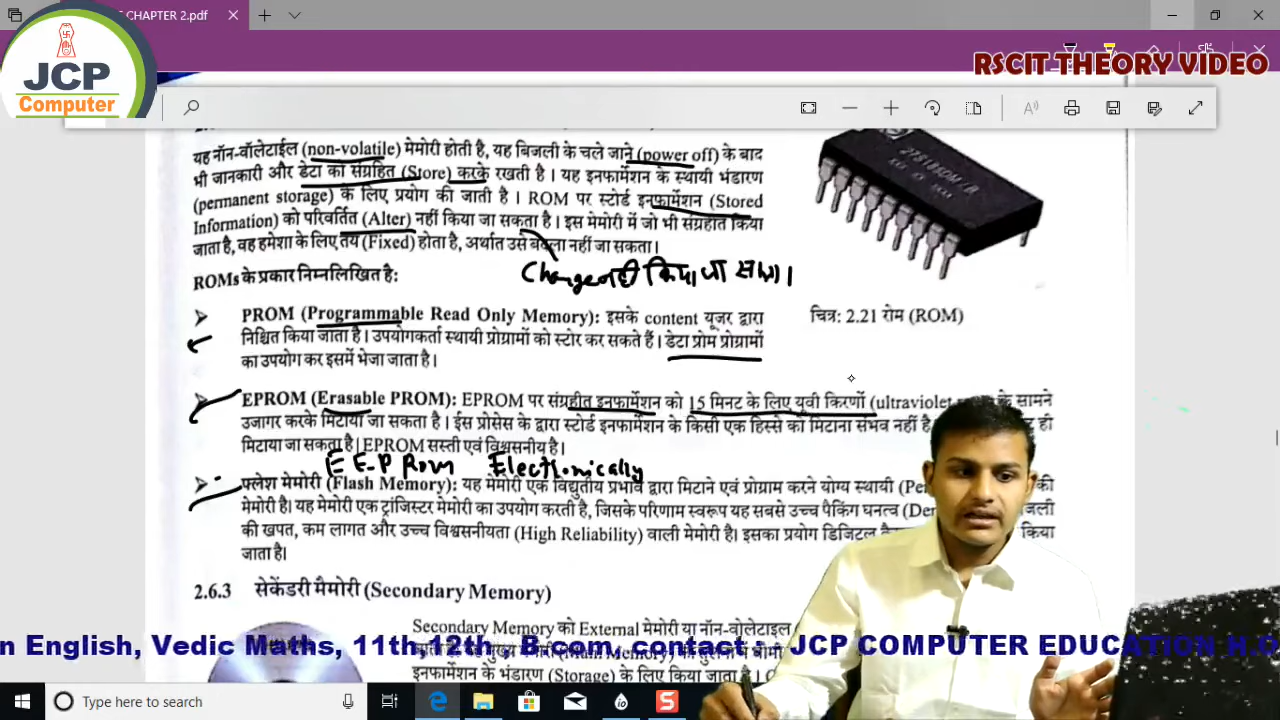 CHAPTER 2.pdf
RSCIT THEORY VIDEO
JCP
Computer
यह नॉन-वॉलेटाईल (non-volatile) मेमोरी होती है, यह बिजली के चले जाने (power off) के बाद
भी जानकारी और डेटा को संग्रहित (Store) करके रखती है। यह इनफार्मेशन के स्थायी भंडारण
(permanent storage) के लिए प्रयोग की जाती है। ROM पर स्टोर्ड इनफार्मेशन (Stored
Information) को परिवर्तित (Alter) नहीं किया जा सकता है। इस मेमोरी में जो भी संग्रहीत किया
जाता है, वह हमेशा के लिए तय (Fixed) होता है, अर्थात उसे बदला नहीं जा सकता।
ROMs के प्रकार निम्नलिखित है:
PROM (Programmable Read Only Memory): इसके content यूजर द्वारा
चित्र: 2.21 रोम (ROM)
निश्चित किया जाता है। उपयोगकर्ता स्थायी प्रोग्रामों को स्टोर कर सकते हैं। डेटा प्रोम प्रोग्रामों
का उपयोग कर इसमें भेजा जाता है।
EPROM (Erasable PROM): EPROM पर संग्रहीत इनफार्मेशन को 15 मिनट के लिए युवी किरणों (ultraviolet के सामने
उजागर करके मिटाया जा सकता है। ईस प्रोसेस के द्वारा स्टोर्ड इनफार्मेशन के किसी एक हिस्से को मिटाना संभव नहीं है ही
मिटाया जा सकता है। EPROM सस्ती एवं विश्वसनीय है।
E E-P Rom
फ्लेश मेमोरी (Flash Memory): यह मेमोरी एक विद्युतीय प्रभाव द्वारा मिटाने एवं प्रोग्राम करने योग्य स्थायी की
मेमोरी है। यह मेमोरी एक ट्रांजिस्टर मेमोरी का उपयोग करती है, जिसके परिणाम स्वरूप यह सबसे उच्च पैकिंग घनत्व
की खपत, कम लागत और उच्च विश्वसनीयता (High Reliability) वाली मेमोरी है। इसका प्रयोग डिजिटल किया
जाता है।
2.6.3 सेकेंडरी मैमोरी (Secondary Memory)
Secondary Memory को External मेमोरी या नॉन-वोलेटाइल
n English, Vedic Maths, 11th,12th , B.com, contact : JCP COMPUTER EDUCATION H.O
इनफार्मेशन के भंडारण (Storage) के लिए किया जाता है।
Type here to search